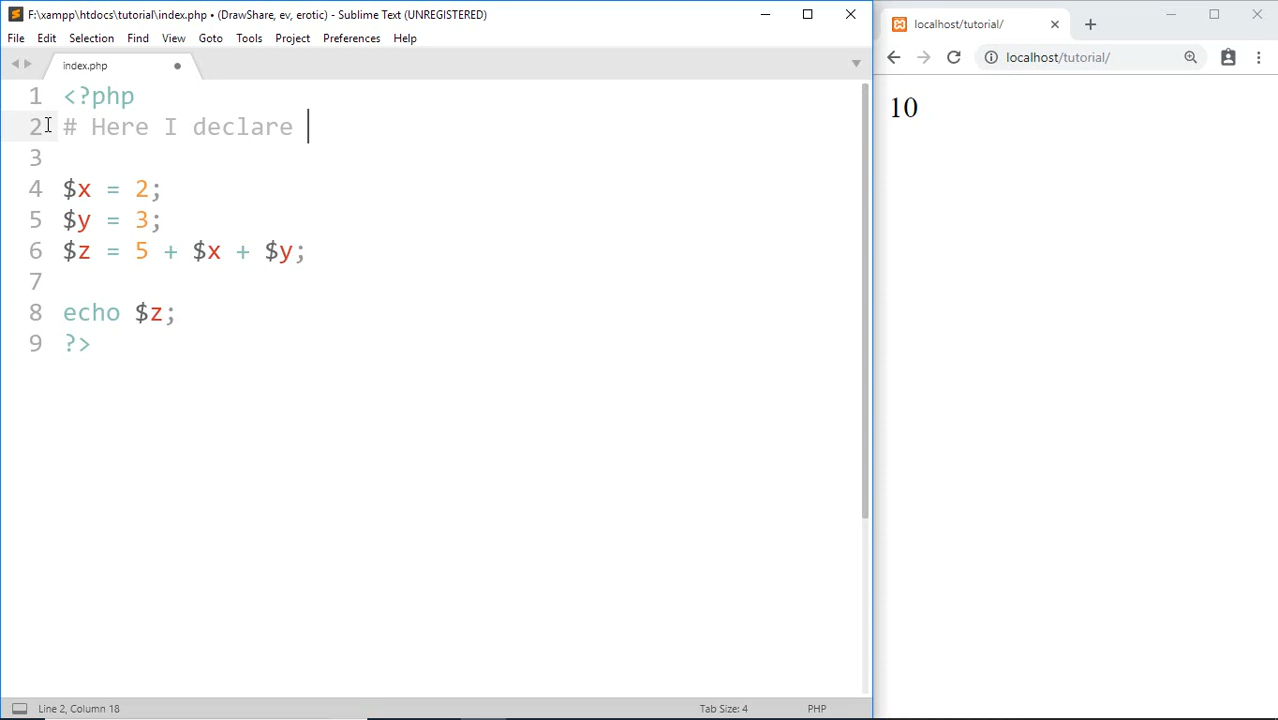 F:\xampp\htdocs\tutorial\index.php • (DrawShare, ev, erotic) - Sublime Text (UNREGISTERED)
File Edit Selection Find View Goto Tools Project Preferences Help
index.php
1 <?php
2 # Here I declare
3
4 $x = 2;
5 $y = 3;
6 $z = 5 + $x + $y;
7
8 echo $z;
9 ?>
Line 2, Column 18
Tab Size: 4
PHP
localhost/tutorial/
localhost/tutorial/
10